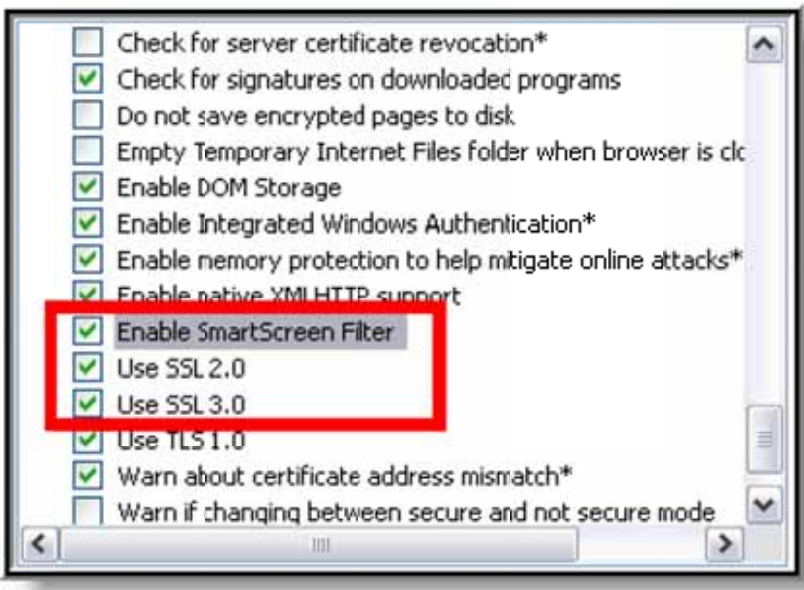 Check for server certificate revocation*
Check for signatures on downloaded programs
Do not save encrypted pages to disk
Empty Temporary Internet Files folder when browser is clo
Enable DOM Storage
Enable Integrated Windows Authentication*
Enable memory protection to help mitigate online attacks*
Enable native XMLHTTP support
Enable SmartScreen Filter
Use SSL 2.0
Use SSL 3.0
Use TLS 1.0
Warn about certificate address mismatch*
Warn if changing between secure and not secure mode